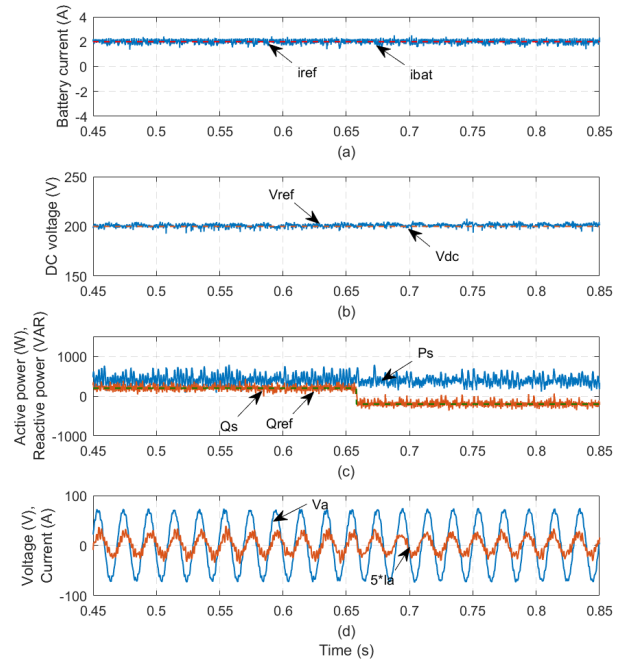 4
2
0
-2
-4
Battery current (A)
iref
ibat
0.45 0.5 0.55 0.6 0.65 0.7 0.75 0.8 0.85
(a)
250
200
150
DC voltage (V)
Vref
Vdc
0.45 0.5 0.55 0.6 0.65 0.7 0.75 0.8 0.85
(b)
1000
0
-1000
Active power (W),
Reactive power (VAR)
Ps
Qs
Qref
0.45 0.5 0.55 0.6 0.65 0.7 0.75 0.8 0.85
(c)
100
0
-100
Voltage (V),
Current (A)
Va
5*Ia
0.45 0.5 0.55 0.6 0.65 0.7 0.75 0.8 0.85
(d)
Time (s)